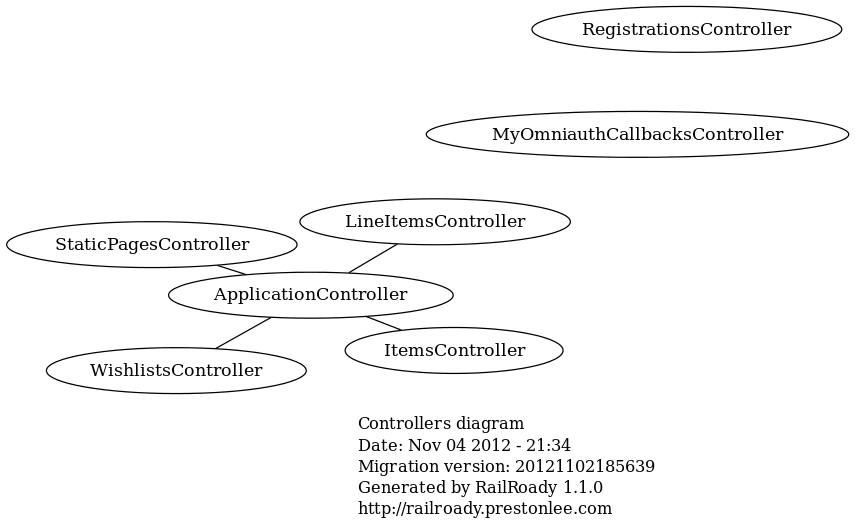 RegistrationsController
MyOmniauthCallbacksController
LineItemsController
StaticPagesController
ApplicationController
ItemsController
WishlistsController
Controllers diagram
Date: Nov 04 2012 - 21:34
Migration version: 20121102185639
Generated by RailRoady 1.1.0
http://railroady.prestonlee.com